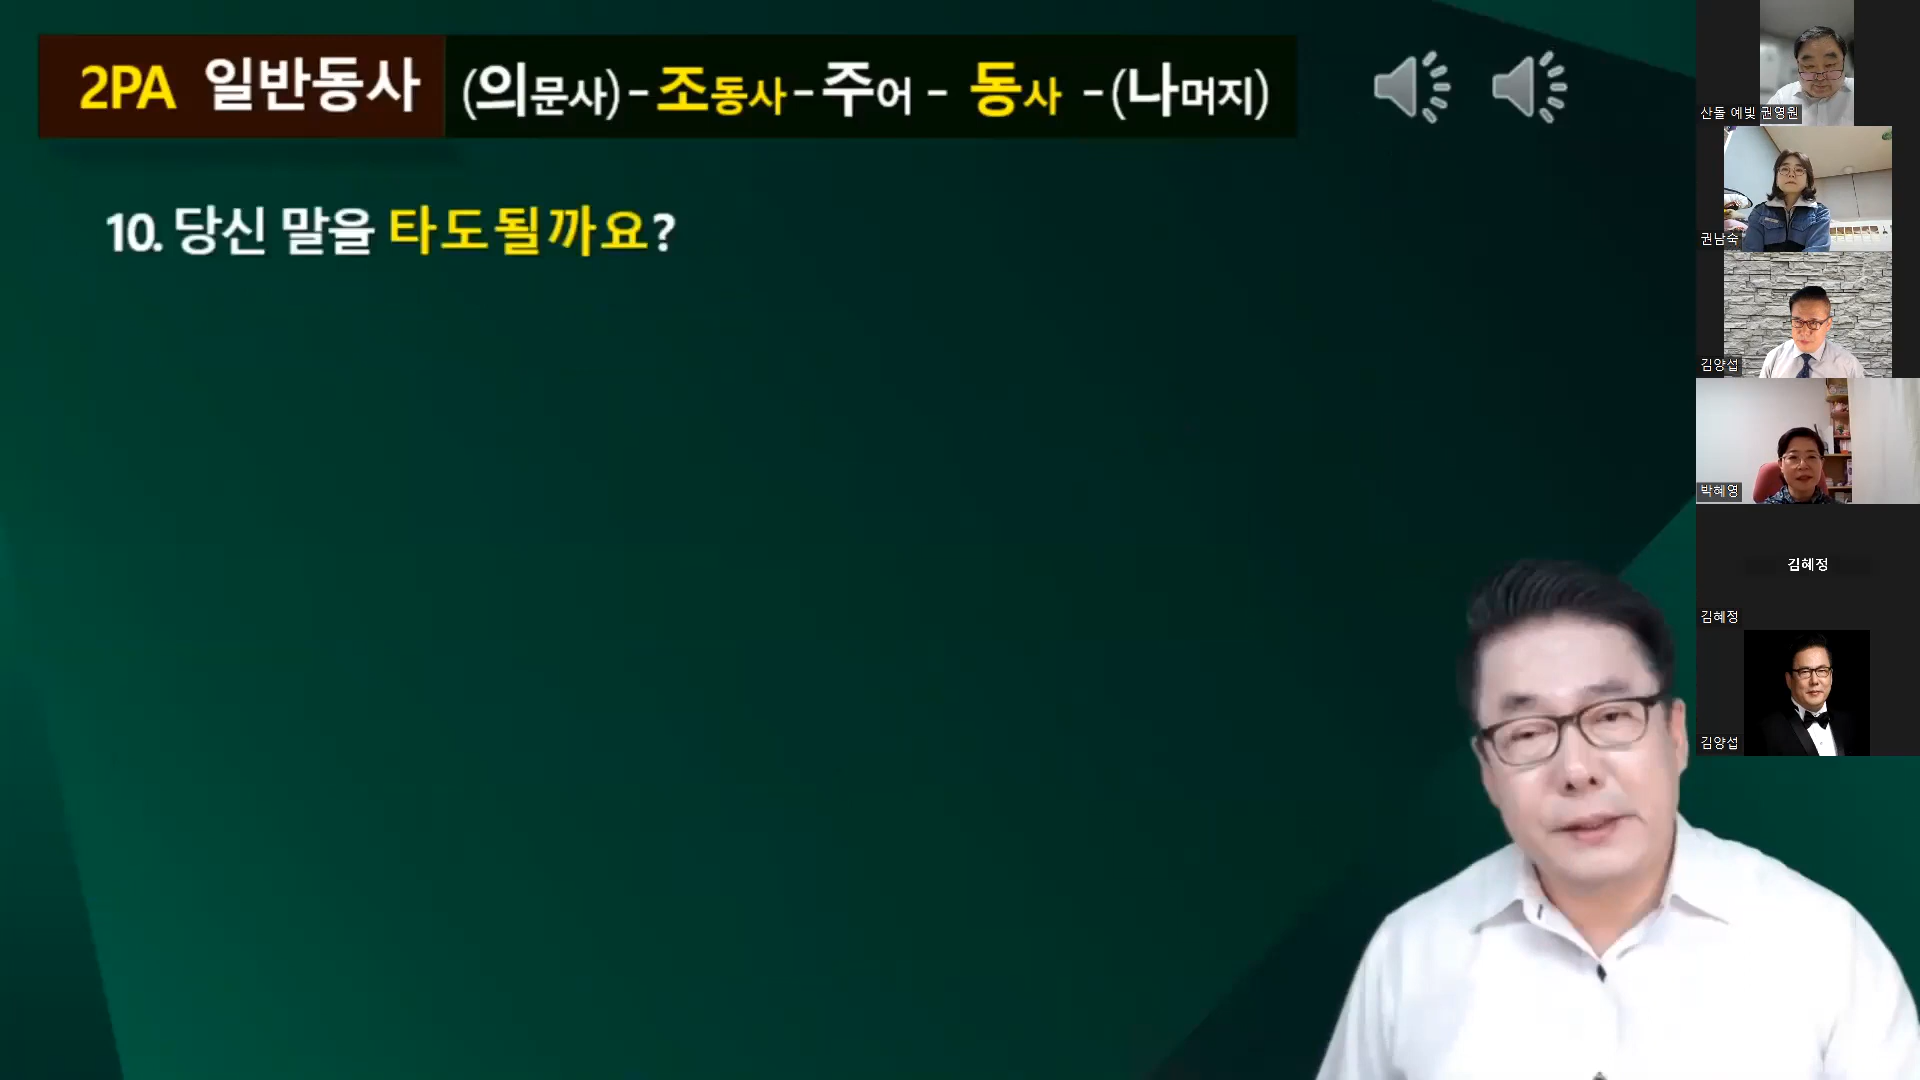 2PA 일반동사 (의문사)-조동사-주어 - 동사 -(나머지)
10. 당신 말을 타도될까요?
산돌 예빛 권영원
권남숙
김양섭
박혜영
김혜정
김혜정
김양섭